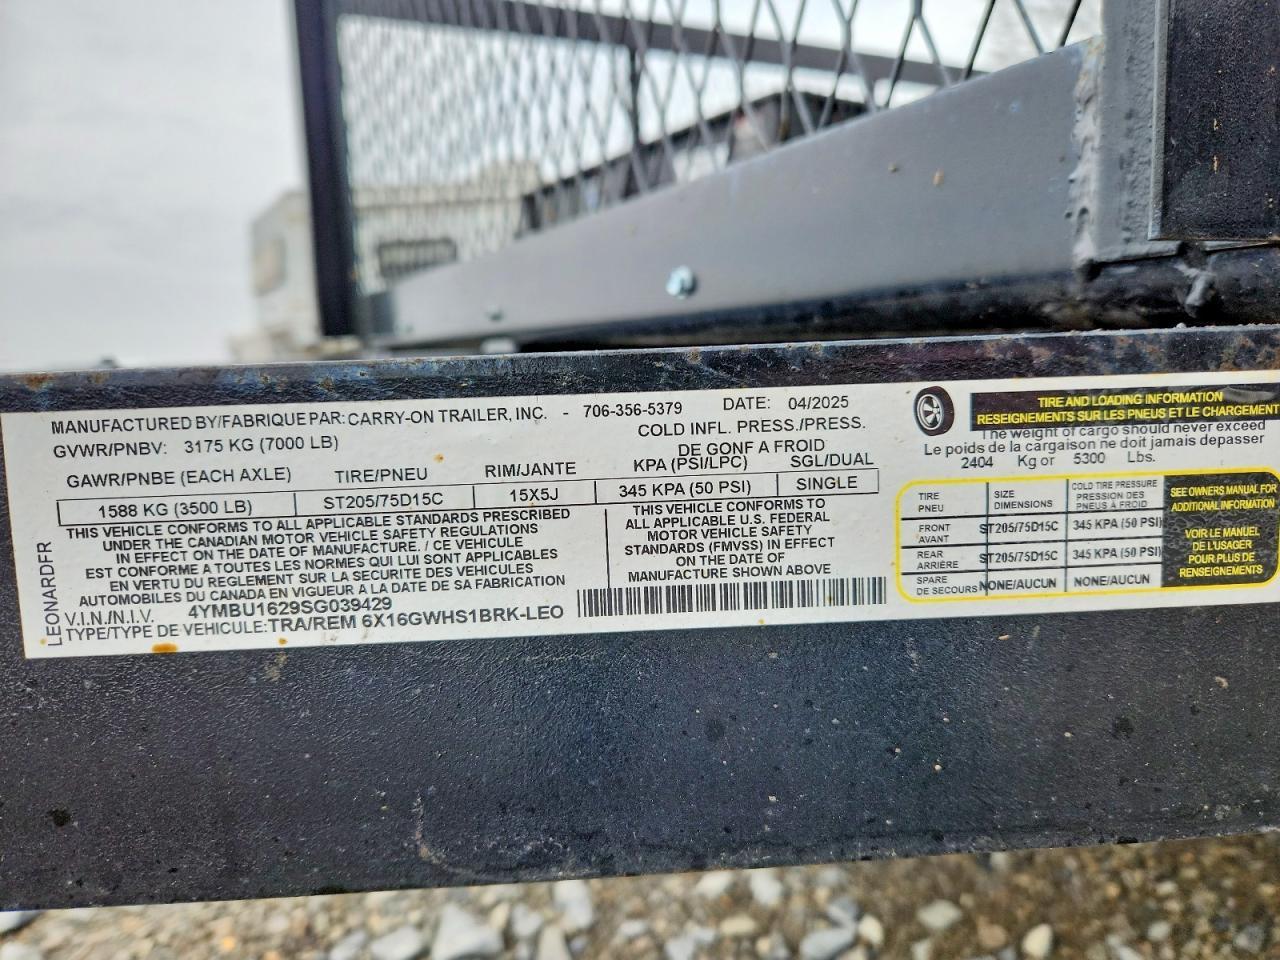 MANUFACTURED BY/FABRIQUE PAR: CARRY-ON TRAILER, INC. - 706-356-5379 DATE: 04/2025
GVWR/PNBV: 3175 KG (7000 LB)
COLD INFL. PRESS./PRESS.
DE GONF A FROID
GAWR/PNBE (EACH AXLE) TIRE/PNEU RIM/JANTE KPA (PSI/LPC) SGL/DUAL
1588 KG (3500 LB) ST205/75D15C 15X5J 345 KPA (50 PSI) SINGLE
THIS VEHICLE CONFORMS TO ALL APPLICABLE STANDARDS PRESCRIBED
UNDER THE CANADIAN MOTOR VEHICLE SAFETY REGULATIONS
IN EFFECT ON THE DATE OF MANUFACTURE. / CE VEHICULE
EST CONFORME A TOUTES LES NORMES QUI LUI SONT APPLICABLES
EN VERTU DU REGLEMENT SUR LA SECURITE DES VEHICULES
AUTOMOBILES DU CANADA EN VIGUEUR A LA DATE DE SA FABRICATION
THIS VEHICLE CONFORMS TO
ALL APPLICABLE U.S. FEDERAL
MOTOR VEHICLE SAFETY
STANDARDS (FMVSS) IN EFFECT
ON THE DATE OF
MANUFACTURE SHOWN ABOVE
V.I.N./N.I.V. 4YMBU1629SG039429
TYPE/TYPE DE VEHICULE: TRA/REM 6X16GWHS1BRK-LEO
LEONARDFR
TIRE AND LOADING INFORMATION
RESEIGNEMENTS SUR LES PNEUS ET LE CHARGEMENT
The weight of cargo should never exceed
Le poids de la cargaison ne doit jamais depasser
2404 Kg or 5300 Lbs.
TIRE
PNEU
SIZE
DIMENSIONS
COLD TIRE PRESSURE
PRESSION DES
PNEUS À FROID
FRONT
AVANT
ST205/75D15C 345 KPA (50 PSI)
REAR
ARRIÈRE
ST205/75D15C 345 KPA (50 PSI)
SPARE
DE SECOURS
NONE/AUCUN NONE/AUCUN
SEE OWNERS MANUAL FOR
ADDITIONAL INFORMATION
VOIR LE MANUEL
DE L'USAGER
POUR PLUS DE
RENSEIGNEMENTS